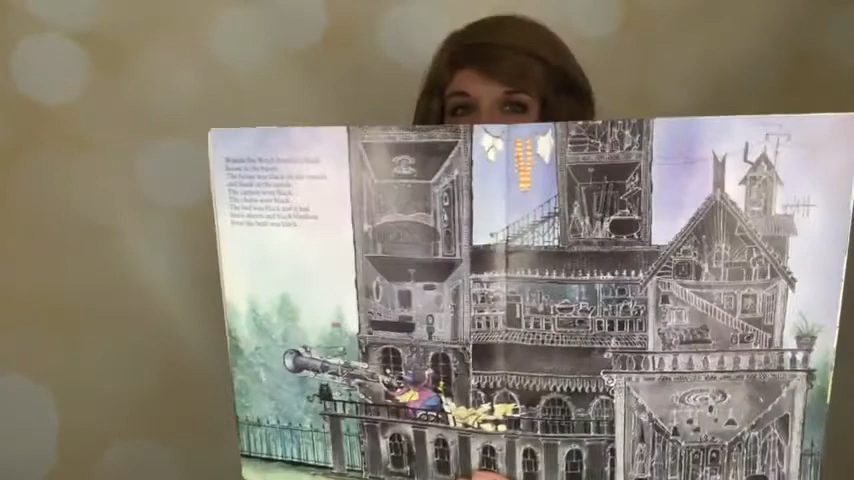 Winnie the Witch lived in a black
house in the forest.
The house was black on the outside
and black on the inside.
The carpets were black.
The chairs were black.
The bed was black and it had
black sheets and black blankets.
Even the bath was black.